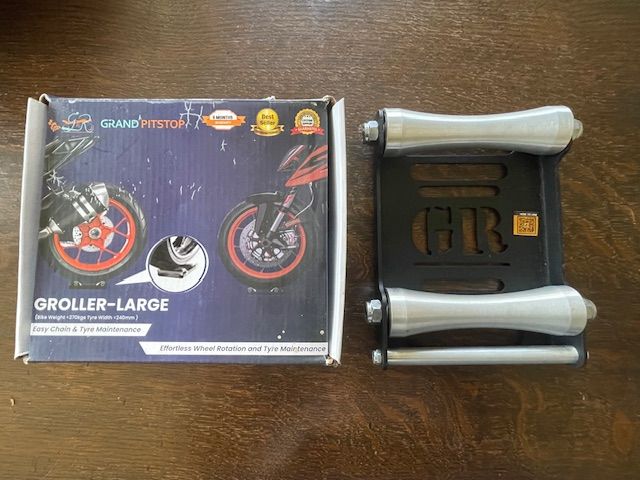 GRAND PITSTOP
6 MONTHS
WARRANTY
Best
Seller
GROLLER-LARGE
(Bike Weight <270kgs Tyre Width <240mm)
Easy Chain & Tyre Maintenance
Effortless Wheel Rotation and Tyre Maintenance
GR